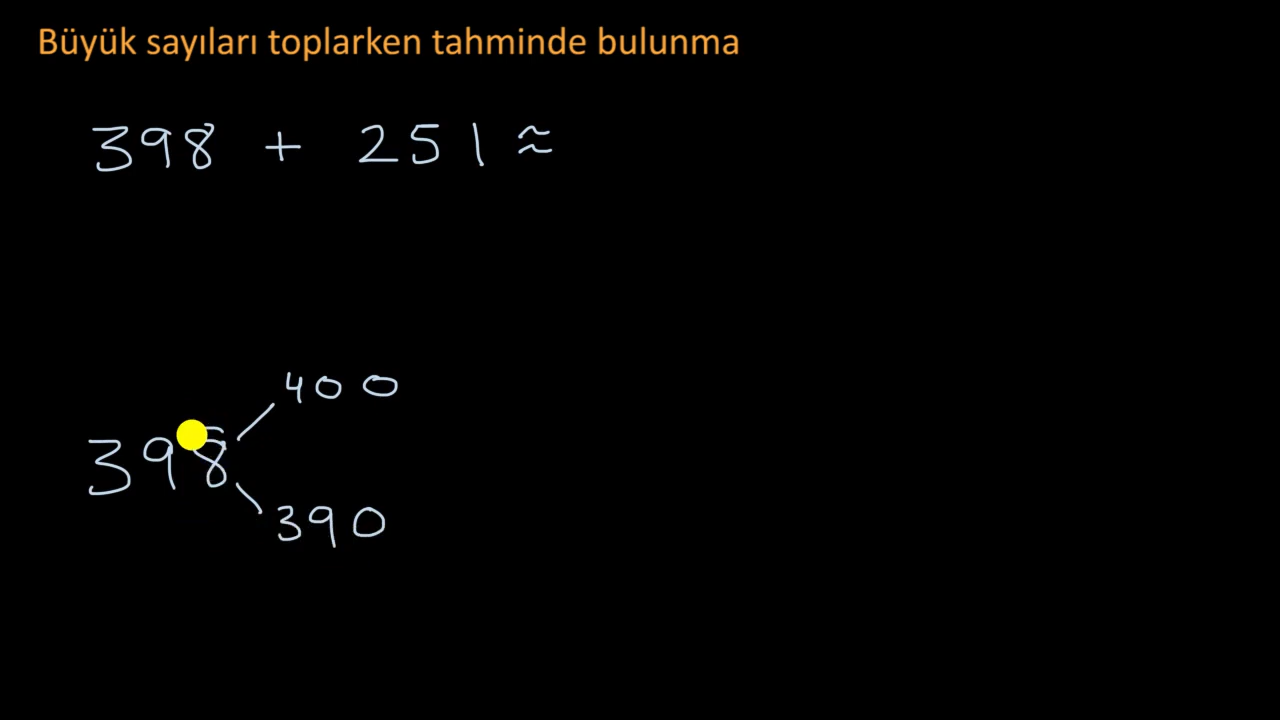 Büyük sayıları toplarken tahminde bulunma
398 + 251 ≈
400
398
390